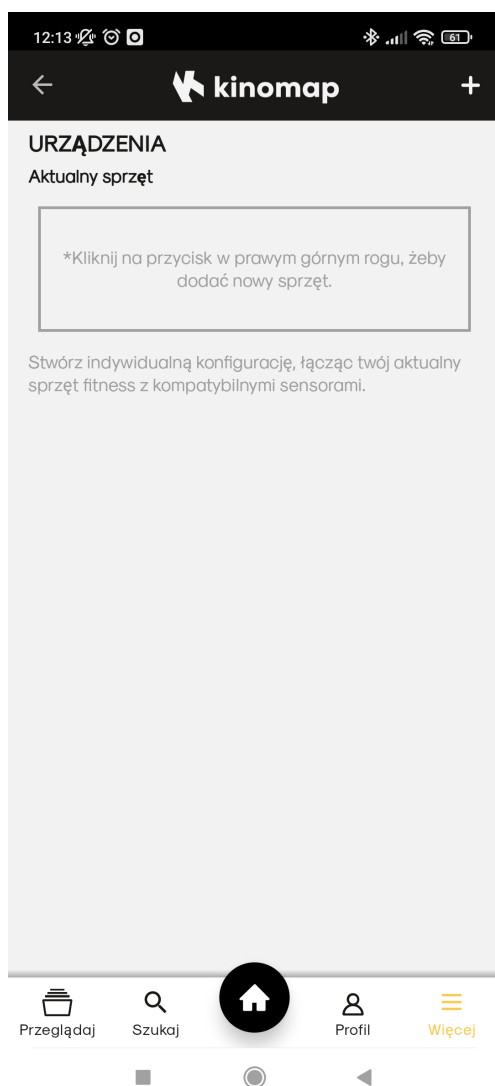 12:13 61
kinomap
URZĄDZENIA
Aktualny sprzęt
*Kliknij na przycisk w prawym górnym rogu, żeby
dodać nowy sprzęt.
Stwórz indywidualną konfigurację, łącząc twój aktualny
sprzęt fitness z kompatybilnymi sensorami.
Przeglądaj Szukaj Profil Więcej